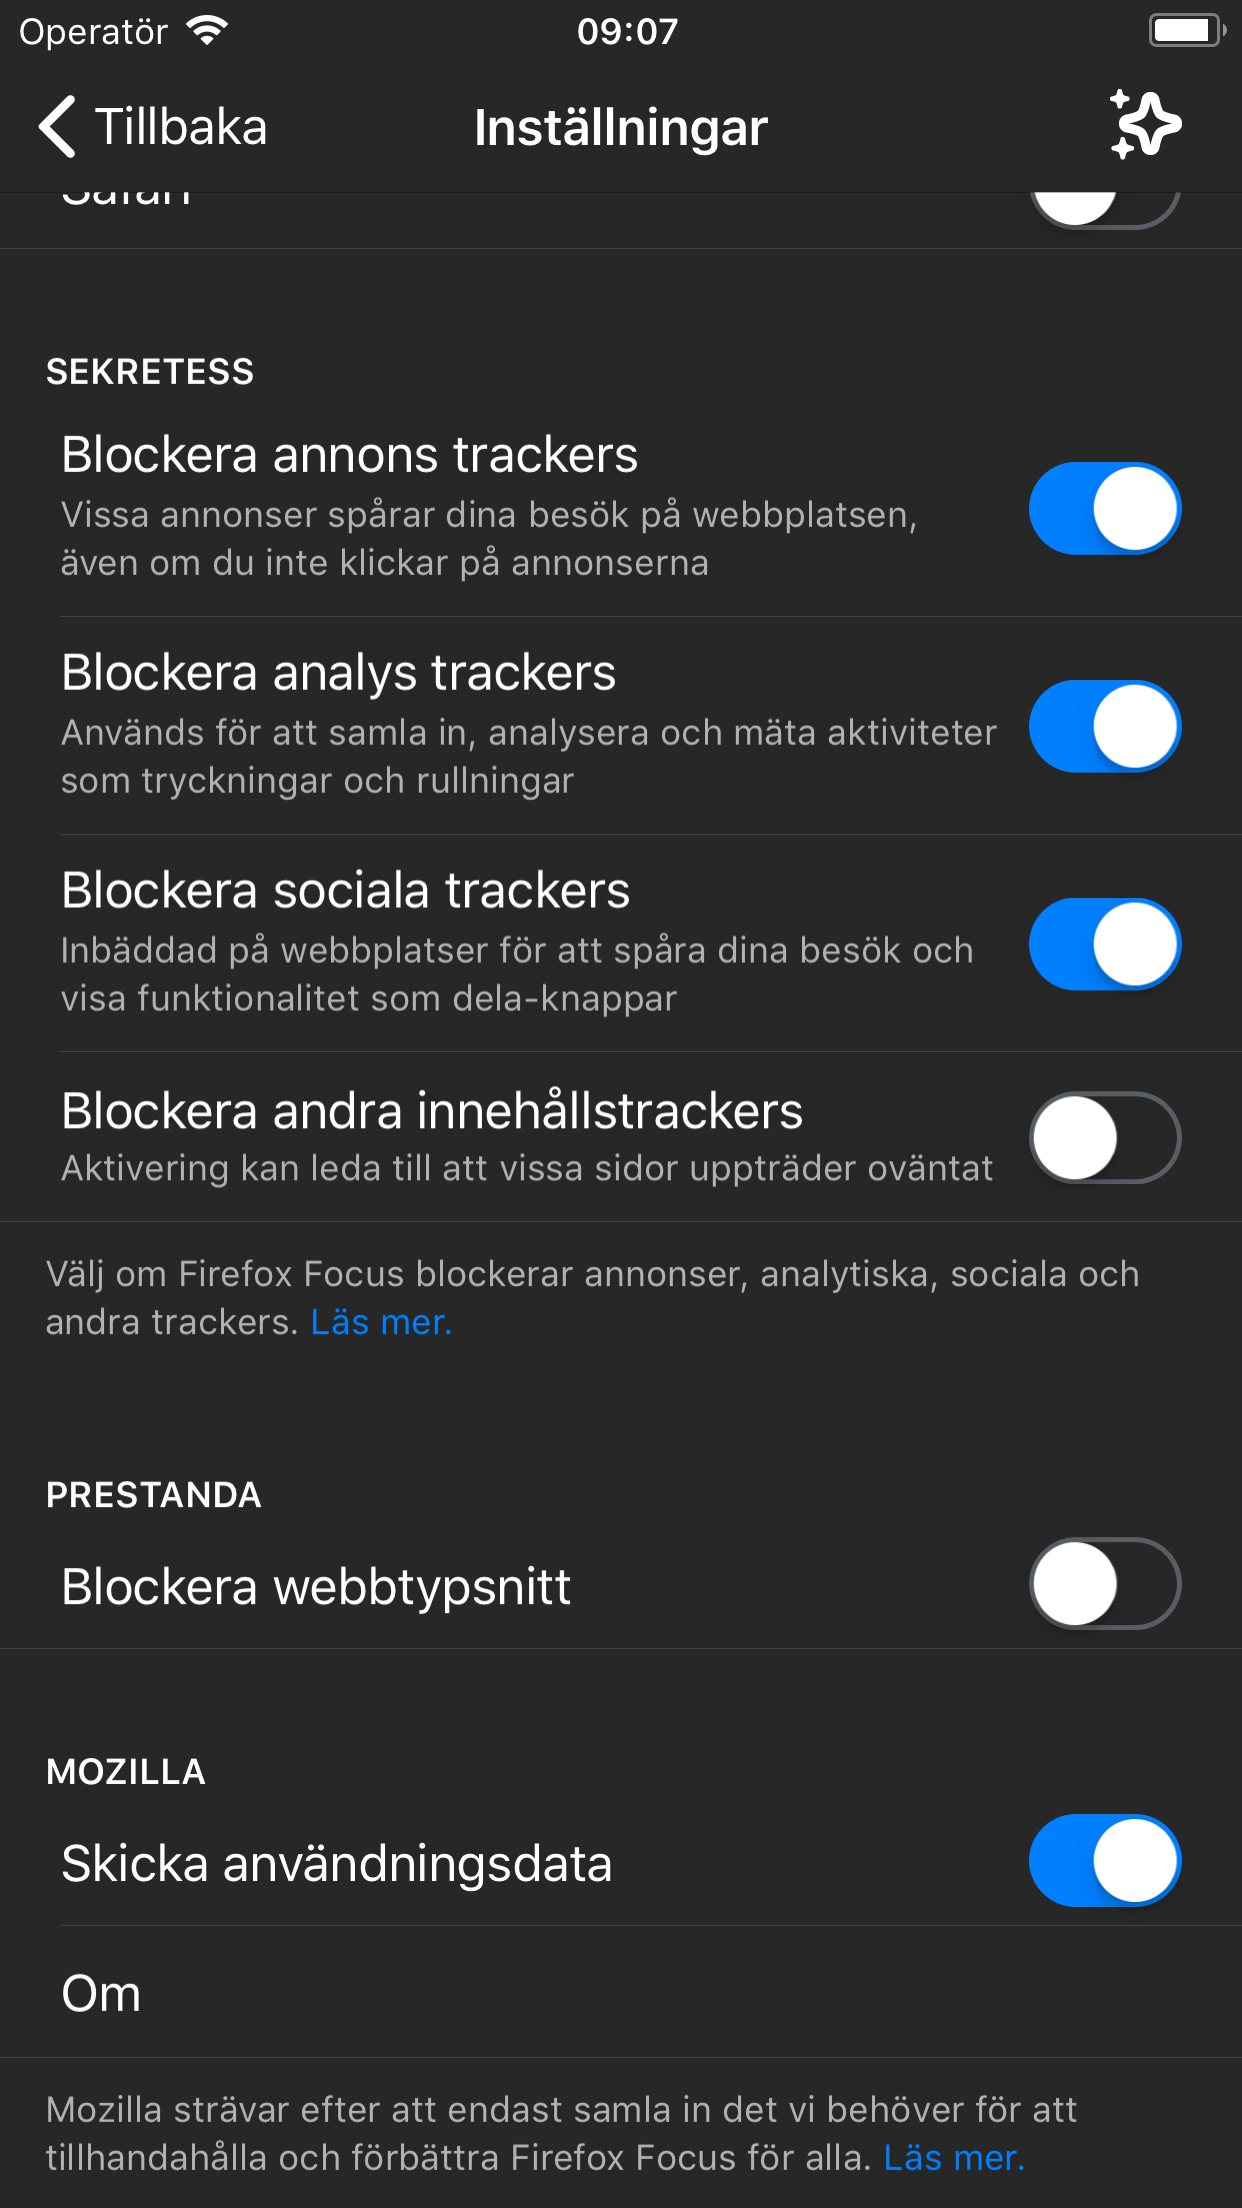 Operatör
09:07
Tillbaka
Inställningar
Safari
SEKRETESS
Blockera annons trackers
Vissa annonser spårar dina besök på webbplatsen,
även om du inte klickar på annonserna
Blockera analys trackers
Används för att samla in, analysera och mäta aktiviteter
som tryckningar och rullningar
Blockera sociala trackers
Inbäddad på webbplatser för att spåra dina besök och
visa funktionalitet som dela-knappar
Blockera andra innehållstrackers
Aktivering kan leda till att vissa sidor uppträder oväntat
Välj om Firefox Focus blockerar annonser, analytiska, sociala och
andra trackers. Läs mer.
PRESTANDA
Blockera webbtypsnitt
MOZILLA
Skicka användningsdata
Om
Mozilla strävar efter att endast samla in det vi behöver för att
tillhandahålla och förbättra Firefox Focus för alla. Läs mer.